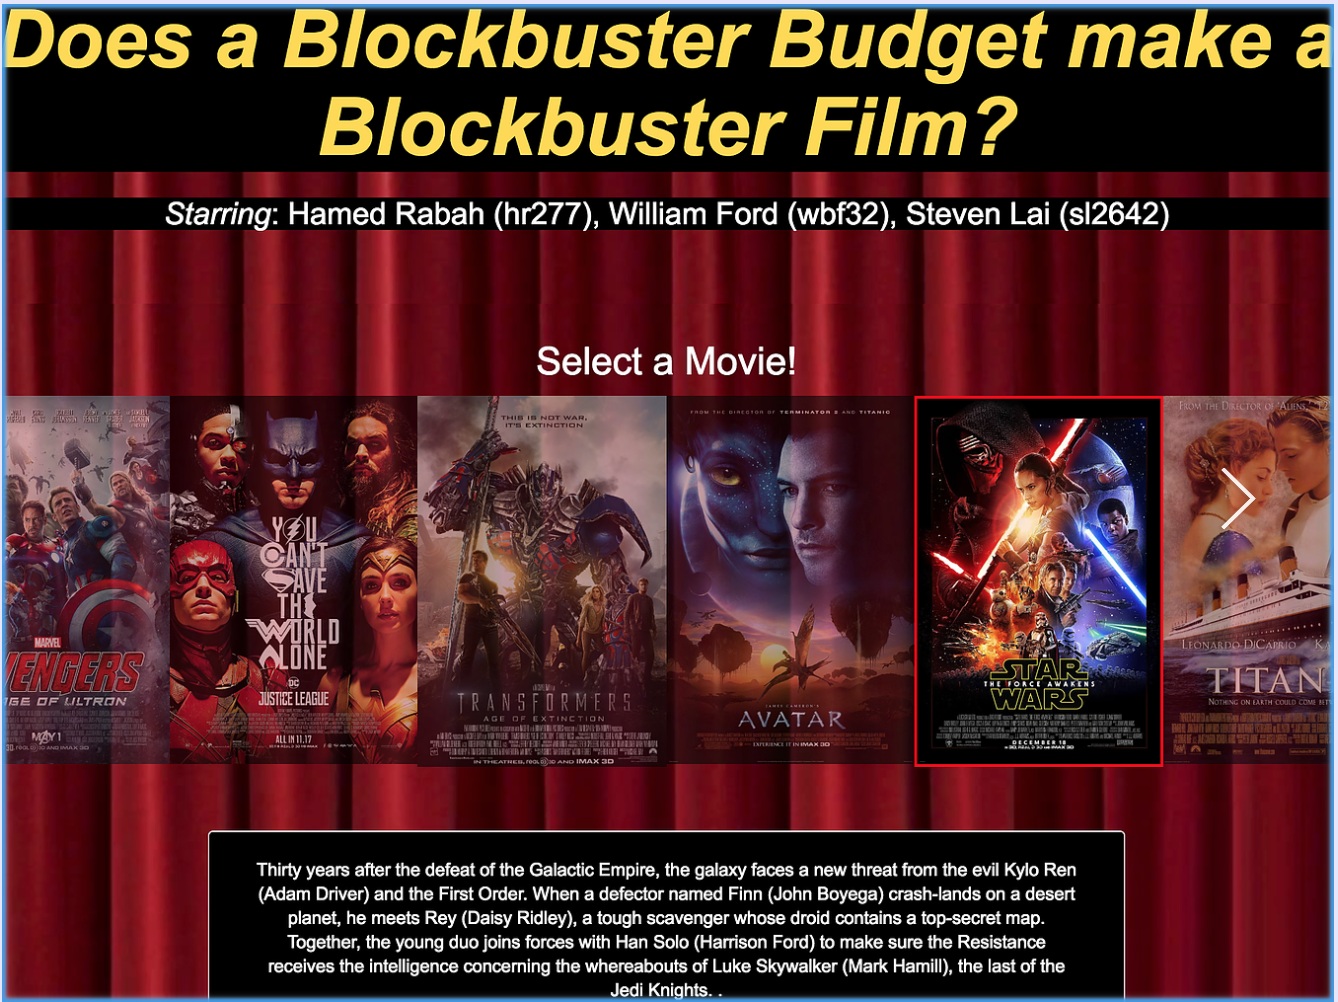 Does a Blockbuster Budget make a
Blockbuster Film?
Starring: Hamed Rabah (hr277), William Ford (wbf32), Steven Lai (sl2642)
Select a Movie!
MARVEL
VENGERS
GE OF ULTRON
MAY 1
YOU
CAN'T
SAVE
THE
WORLD
ALONE
DC
JUSTICE LEAGUE
ALL IN 11.17
THIS IS NOT WAR,
IT'S EXTINCTION
TRANSFORMERS
AGE OF EXTINCTION
IN THEATRES, REAL D 3D AND IMAX 3D
FROM THE DIRECTOR OF TERMINATOR 2 AND TITANIC
JAMES CAMERON'S
AVATAR
EXPERIENCE IT IN IMAX 3D
STAR
THE FORCE AWAKENS
WARS
DECEMBER 18
IN 3D, REAL D 3D AND IMAX 3D
FROM THE DIRECTOR OF 'ALIENS,'
LEONARDO DICAPRIO
TITAN
NOTHING ON EARTH COULD COME
Thirty years after the defeat of the Galactic Empire, the galaxy faces a new threat from the evil Kylo Ren
(Adam Driver) and the First Order. When a defector named Finn (John Boyega) crash-lands on a desert
planet, he meets Rey (Daisy Ridley), a tough scavenger whose droid contains a top-secret map.
Together, the young duo joins forces with Han Solo (Harrison Ford) to make sure the Resistance
receives the intelligence concerning the whereabouts of Luke Skywalker (Mark Hamill), the last of the
Jedi Knights. .